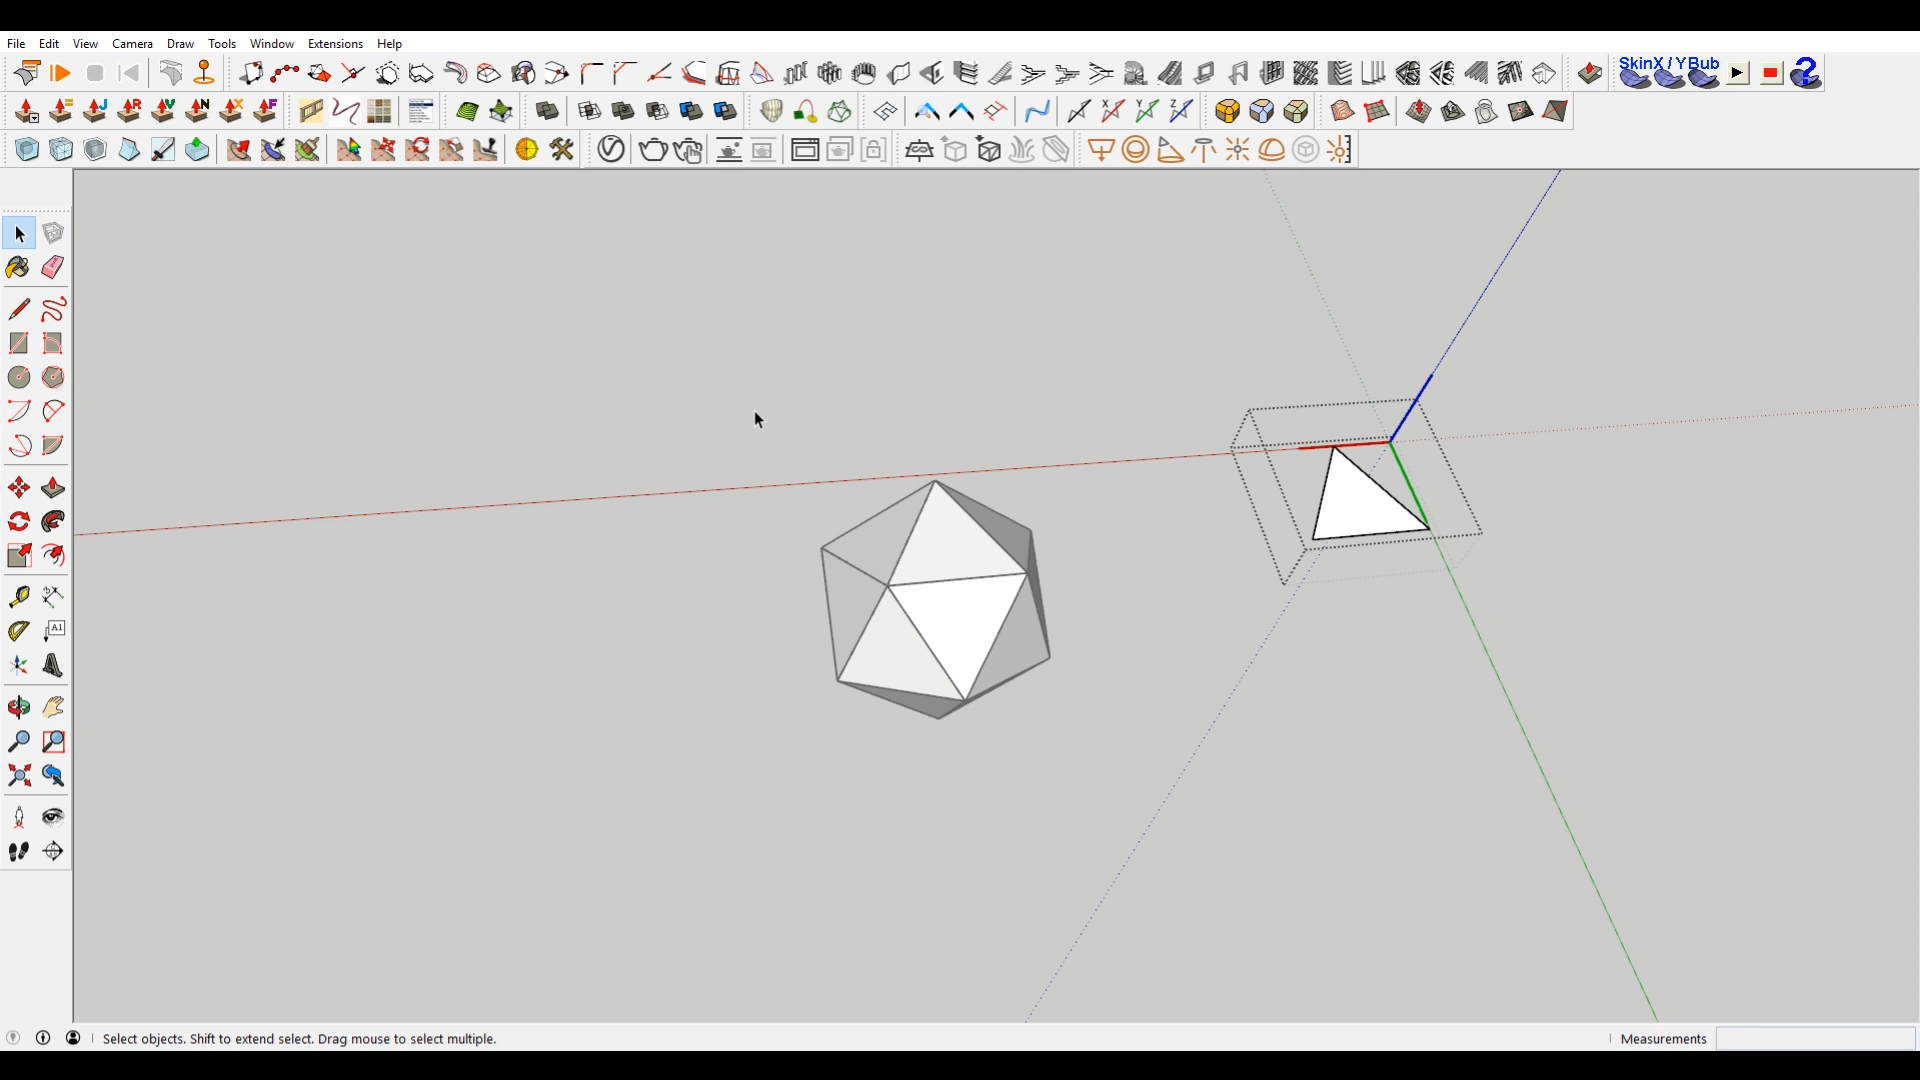 File Edit View Camera Draw Tools Window Extensions Help
SkinX / YBub
J R V N X F
X Y Z
A1
Select objects. Shift to extend select. Drag mouse to select multiple.
Measurements